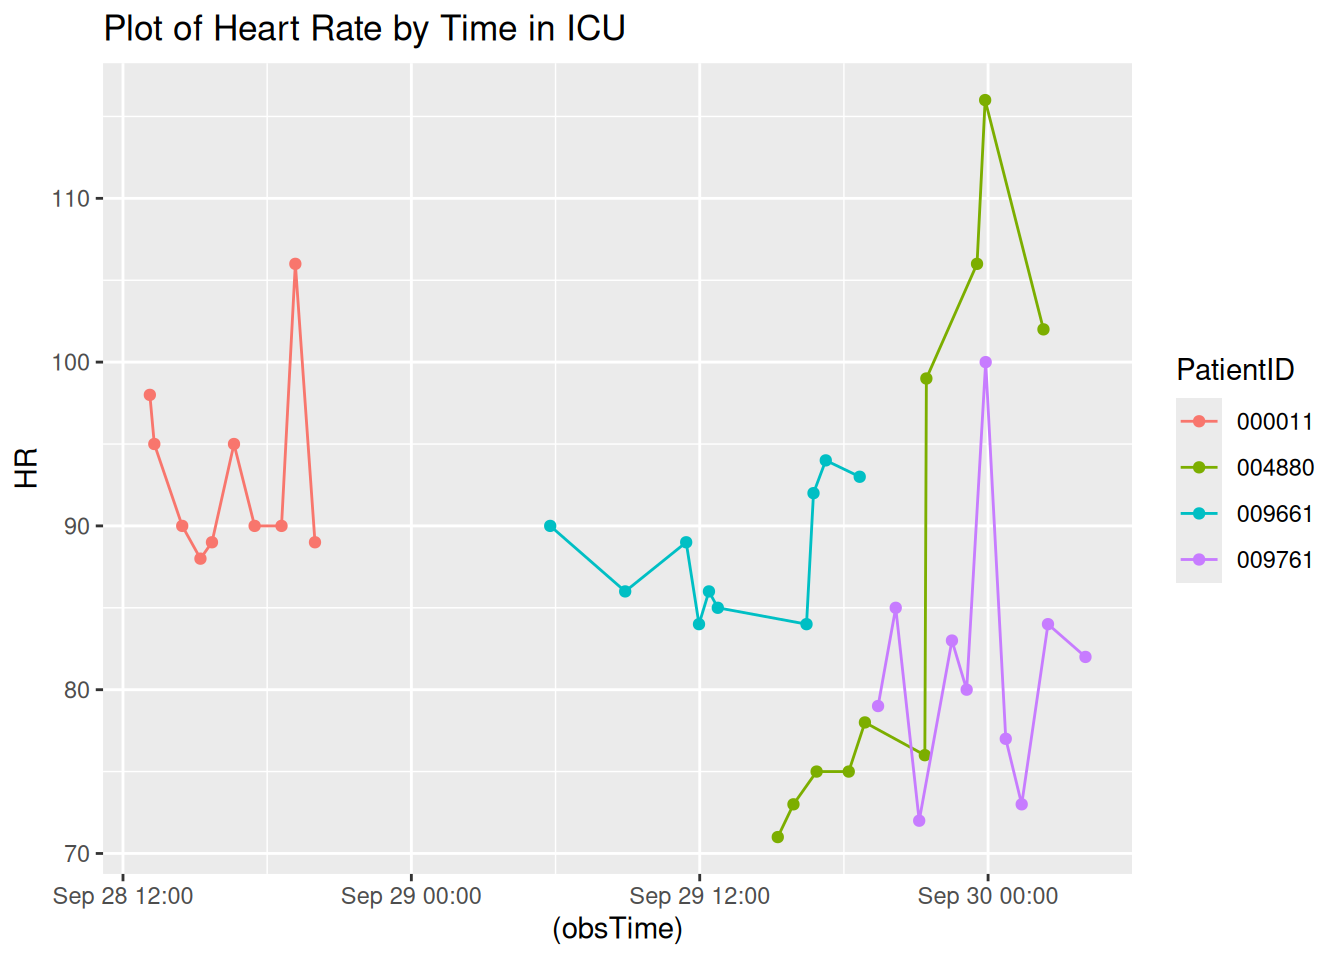 Plot of Heart Rate by Time in ICU
HR
110
100
90
80
70
Sep 28 12:00
Sep 29 00:00
Sep 29 12:00
Sep 30 00:00
(obsTime)
PatientID
000011
004880
009661
009761